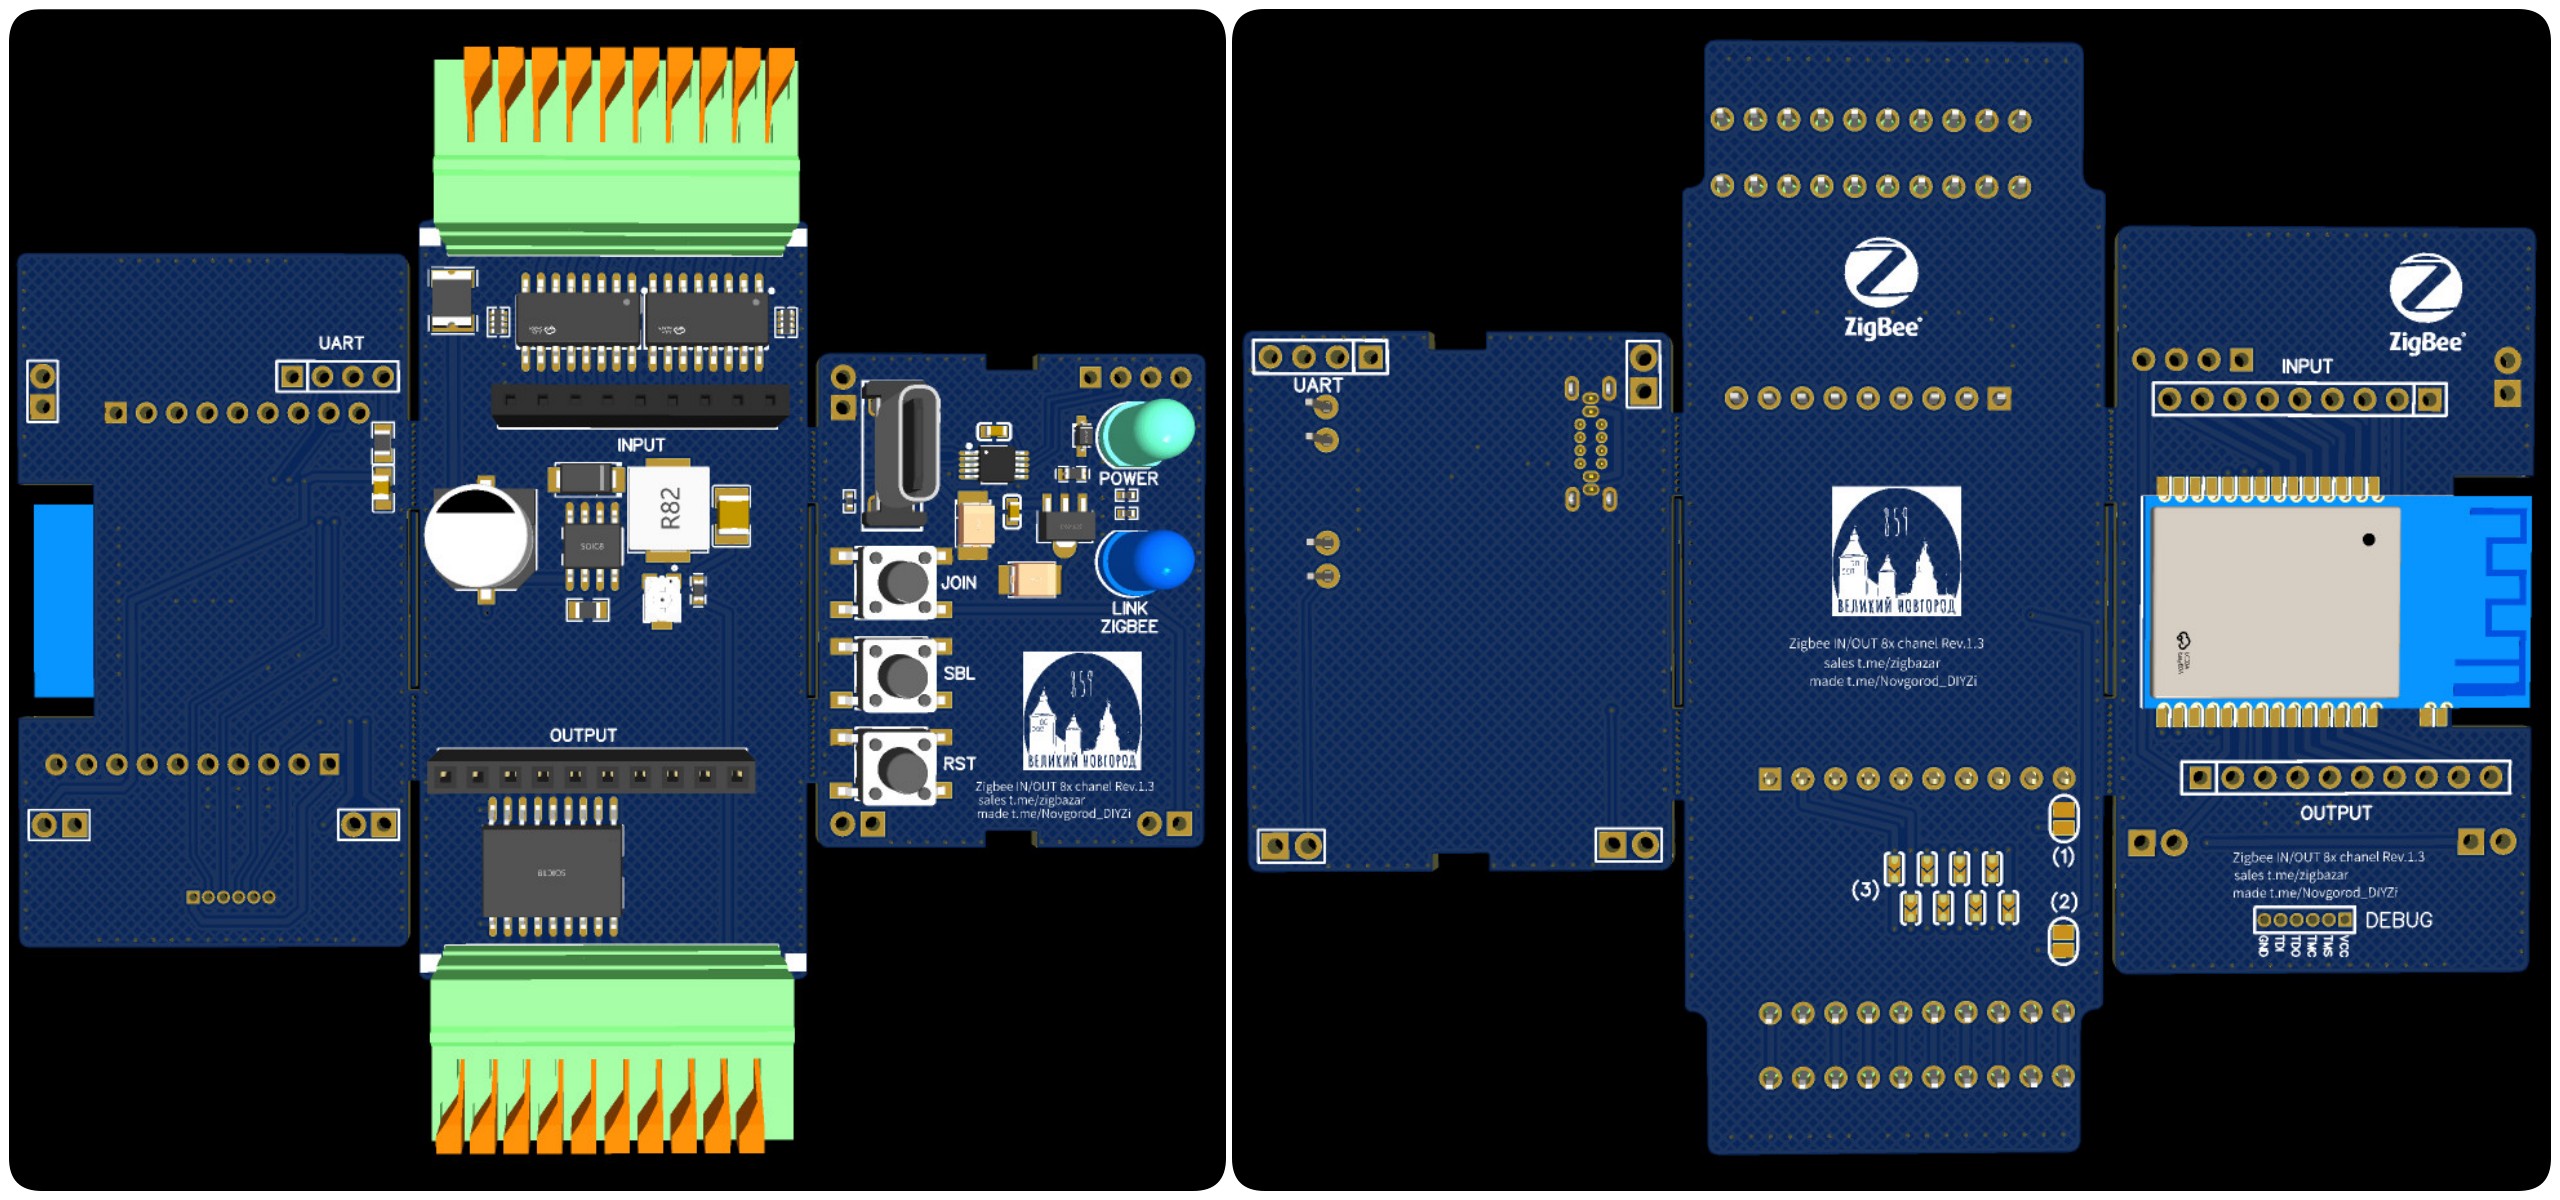 UART
INPUT
R82
SOIC8
POWER
LINK
ZIGBEE
JOIN
SBL
RST
OUTPUT
859
ВЕЛИКИЙ НОВГОРОД
Zigbee IN/OUT 8x chanel Rev.1.3
sales t.me/zigbazar
made t.me/Novgorod_DIYZi
SOIC18
UART
ZigBee
859
ВЕЛИКИЙ НОВГОРОД
Zigbee IN/OUT 8x chanel Rev.1.3
sales t.me/zigbazar
made t.me/Novgorod_DIYZi
(1)
(2)
(3)
ZigBee
INPUT
OUTPUT
Zigbee IN/OUT 8x chanel Rev.1.3
sales t.me/zigbazar
made t.me/Novgorod_DIYZi
DEBUG
GND
TDI
TDO
TMC
TMS
VCC